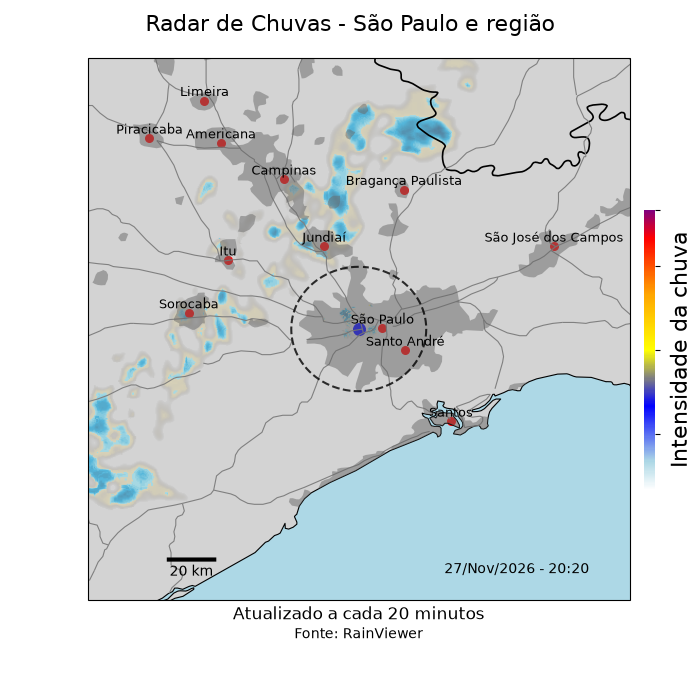 Radar de Chuvas - São Paulo e região
Limeira
Piracicaba
Americana
Campinas
Bragança Paulista
Jundiaí
São José dos Campos
Itu
Sorocaba
São Paulo
Santo André
Santos
Intensidade da chuva
20 km
27/Nov/2026 - 20:20
Atualizado a cada 20 minutos
Fonte: RainViewer